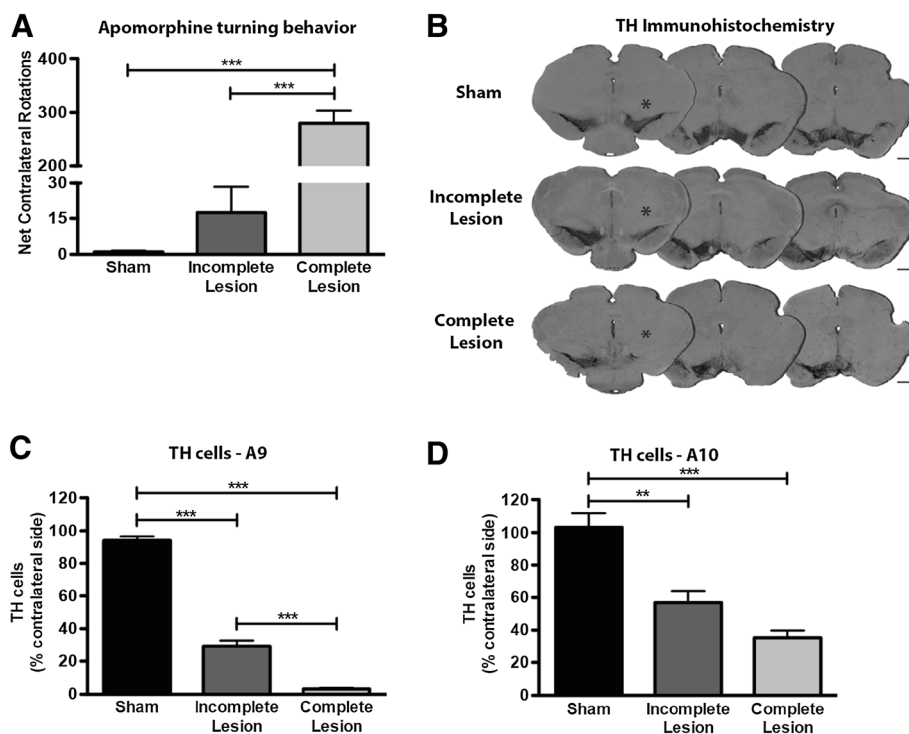 A
Apomorphine turning behavior
Net Contralateral Rotations
400
300
200
30
15
0
***
***
Sham
Incomplete
Lesion
Complete
Lesion
B
TH Immunohistochemistry
Sham
*
Incomplete
Lesion
*
Complete
Lesion
*
C
TH cells - A9
TH cells
(% contralateral side)
120
100
80
60
40
20
0
***
***
***
Sham
Incomplete
Lesion
Complete
Lesion
D
TH cells - A10
TH cells
(% contralateral side)
120
100
80
60
40
20
0
***
**
Sham
Incomplete
Lesion
Complete
Lesion